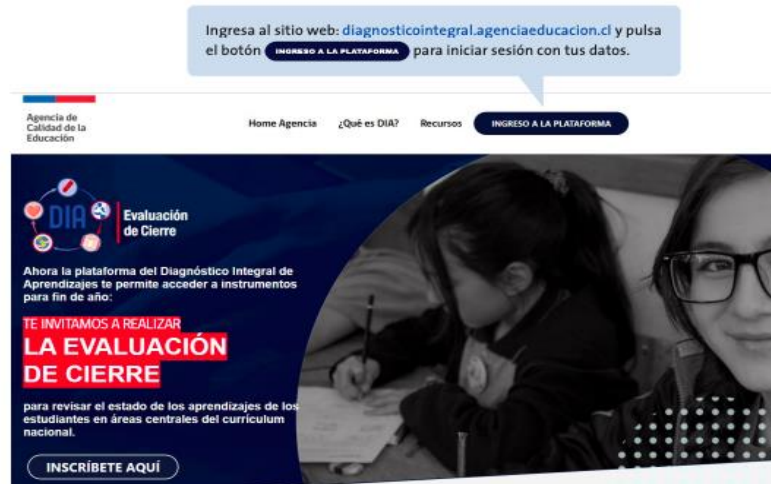 Ingresa al sitio web: diagnosticointegral.agenciaeducacion.cl y pulsa
el botón INGRESO A LA PLATAFORMA para iniciar sesión con tus datos.
Agencia de
Calidad de la
Educación
Home Agencia ¿Qué es DIA? Recursos INGRESO A LA PLATAFORMA
DIA
Evaluación
de Cierre
Ahora la plataforma del Diagnóstico Integral de
Aprendizajes te permite acceder a instrumentos
para fin de año:
TE INVITAMOS A REALIZAR
LA EVALUACIÓN
DE CIERRE
para revisar el estado de los aprendizajes de los
estudiantes en áreas centrales del currículum
nacional.
INSCRÍBETE AQUÍ